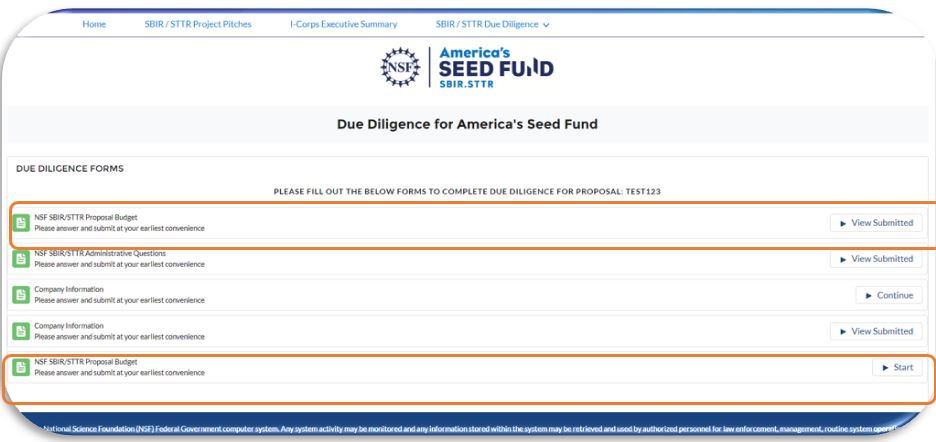 Home SBIR / STTR Project Pitches I-Corps Executive Summary SBIR / STTR Due Diligence
NSF
America's
SEED FUND
SBIR.STTR
Due Diligence for America's Seed Fund
DUE DILIGENCE FORMS
PLEASE FILL OUT THE BELOW FORMS TO COMPLETE DUE DILIGENCE FOR PROPOSAL: TEST123
NSF SBIR/STTR Proposal Budget
Please answer and submit at your earliest convenience
View Submitted
NSF SBIR/STTR Administrative Questions
Please answer and submit at your earliest convenience
View Submitted
Company Information
Please answer and submit at your earliest convenience
Continue
Company Information
Please answer and submit at your earliest convenience
View Submitted
NSF SBIR/STTR Proposal Budget
Please answer and submit at your earliest convenience
Start
National Science Foundation (NSF) Federal Government computer system. Any system activity may be monitored and any information stored within the system may be retrieved and used by authorized personnel for law enforcement, management, routine system